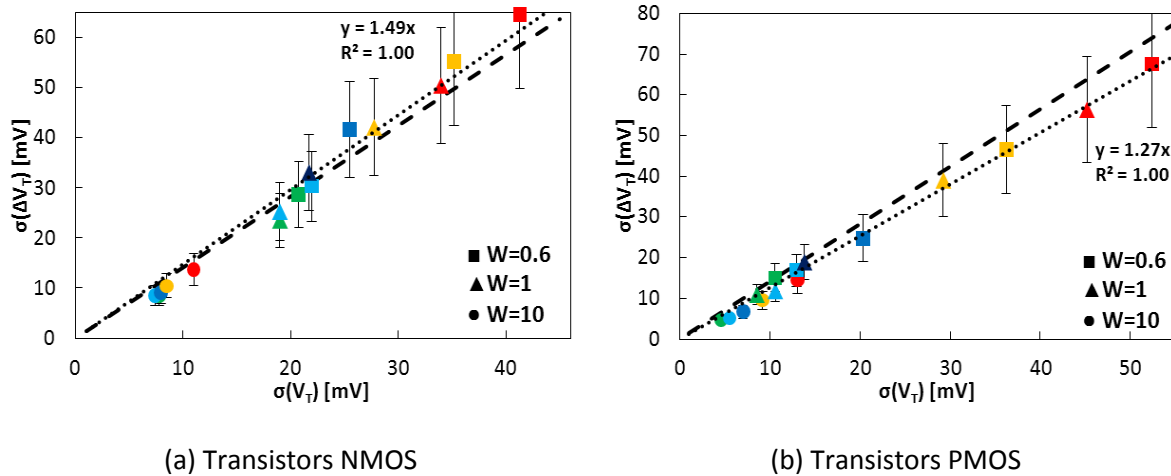 σ(ΔV_T) [mV]
60
50
40
30
20
10
0
y = 1.49x
R² = 1.00
W=0.6
W=1
W=10
0 10 20 30 40
σ(V_T) [mV]
(a) Transistors NMOS
σ(ΔV_T) [mV]
80
70
60
50
40
30
20
10
0
y = 1.27x
R² = 1.00
W=0.6
W=1
W=10
0 10 20 30 40 50
σ(V_T) [mV]
(b) Transistors PMOS